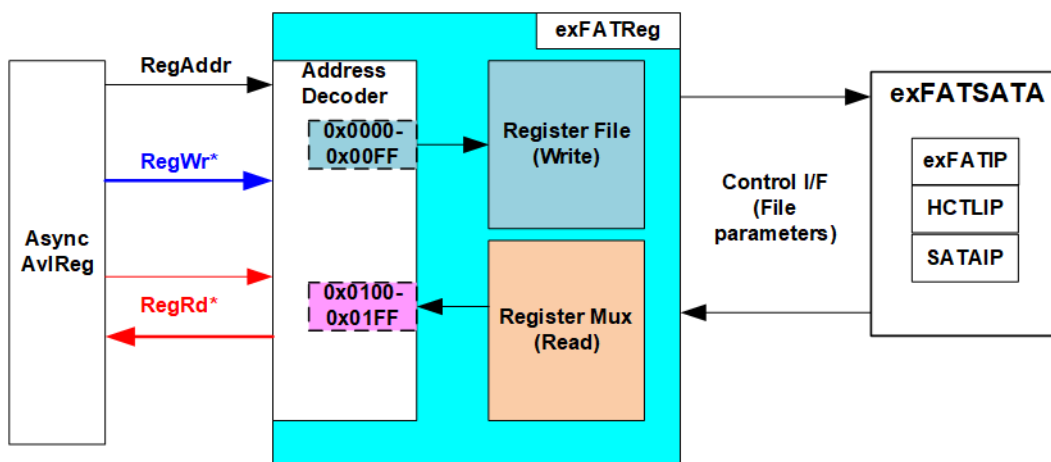 exFATReg
Async
AvlReg
RegAddr
RegWr*
RegRd*
Address
Decoder
0x0000-
0x00FF
0x0100-
0x01FF
Register File
(Write)
Register Mux
(Read)
Control I/F
(File
parameters)
exFATSATA
exFATIP
HCTLIP
SATAIP